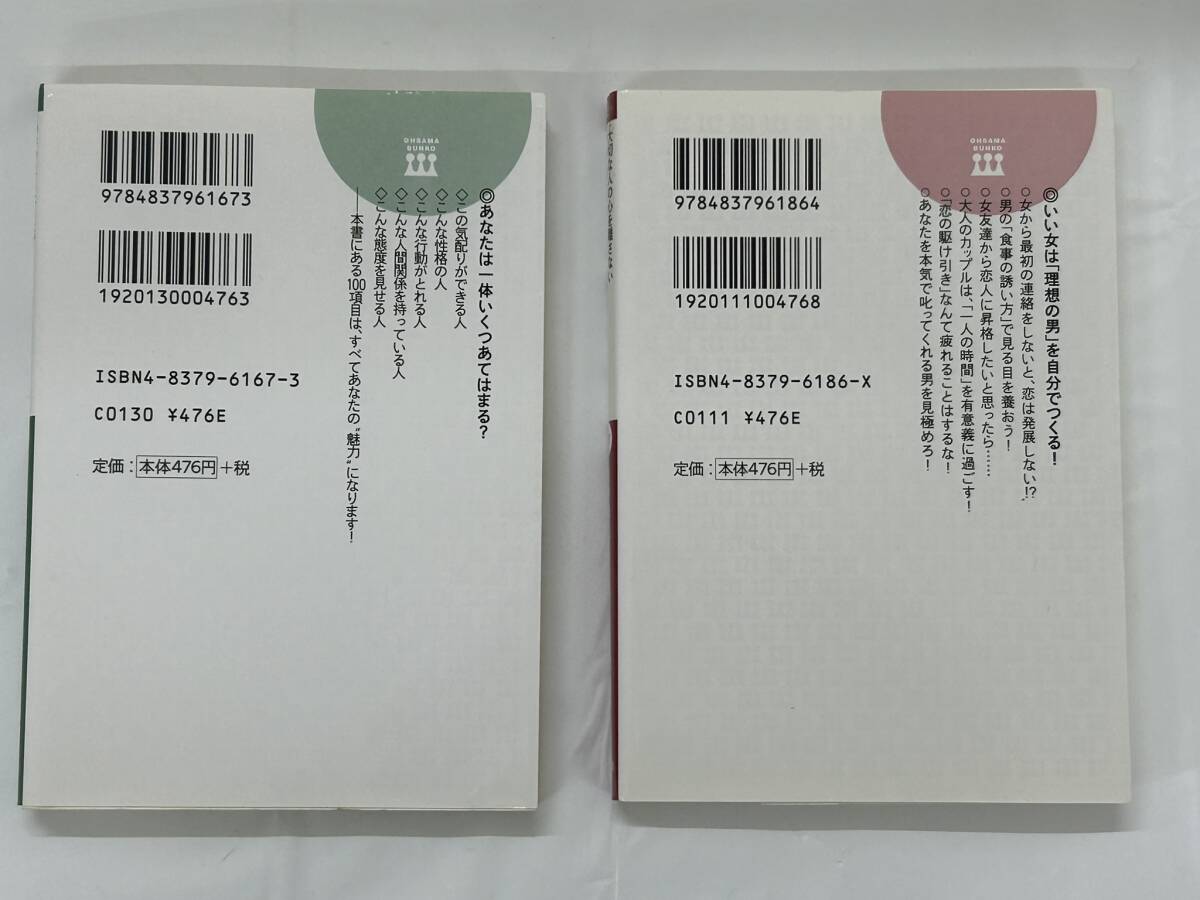 OHSAMA
BUNKO
9784837961673
1920130004763
ISBN4-8379-6167-3
C0130 ¥476E
定価：本体476円+税
◎あなたは一体いくつあてはまる？
◇この気配りができる人
◇こんな性格の人
◇こんな行動がとれる人
◇こんな人間関係を持っている人
◇こんな態度を見せる人
――本書にある100項目は、すべてあなたの“魅力”になります！
大切な人の心を離さない
OHSAMA
BUNKO
9784837961864
1920111004768
ISBN4-8379-6186-X
C0111 ¥476E
定価：本体476円+税
◎いい女は「理想の男」を自分でつくる！
○女から最初の連絡をしないと、恋は発展しない!?
○男の「食事の誘い方」で見る目を養おう！
○女友達から恋人に昇格したいと思ったら……
○大人のカップルは、「一人の時間」を有意義に過ごす！
○「恋の駆け引き」なんて疲れることはするな！
○あなたを本気で叱ってくれる男を見極めろ！